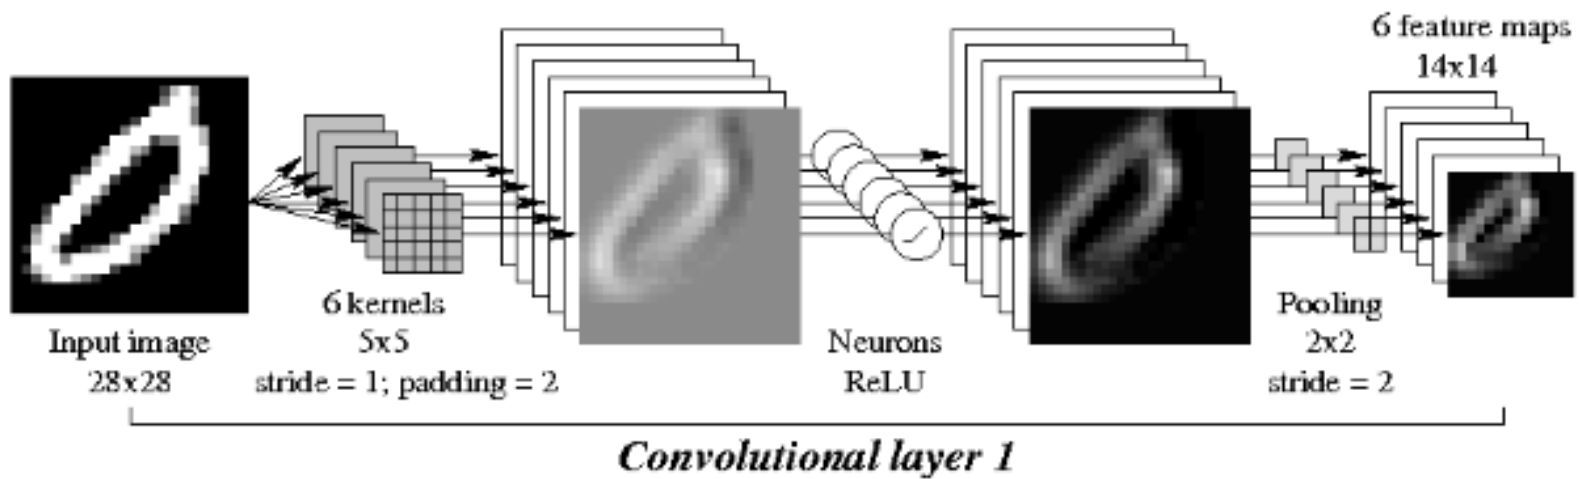 6 feature maps
14x14
Input image
28x28
6 kernels
5x5
stride = 1; padding = 2
Neurons
ReLU
Pooling
2x2
stride = 2
Convolutional layer 1